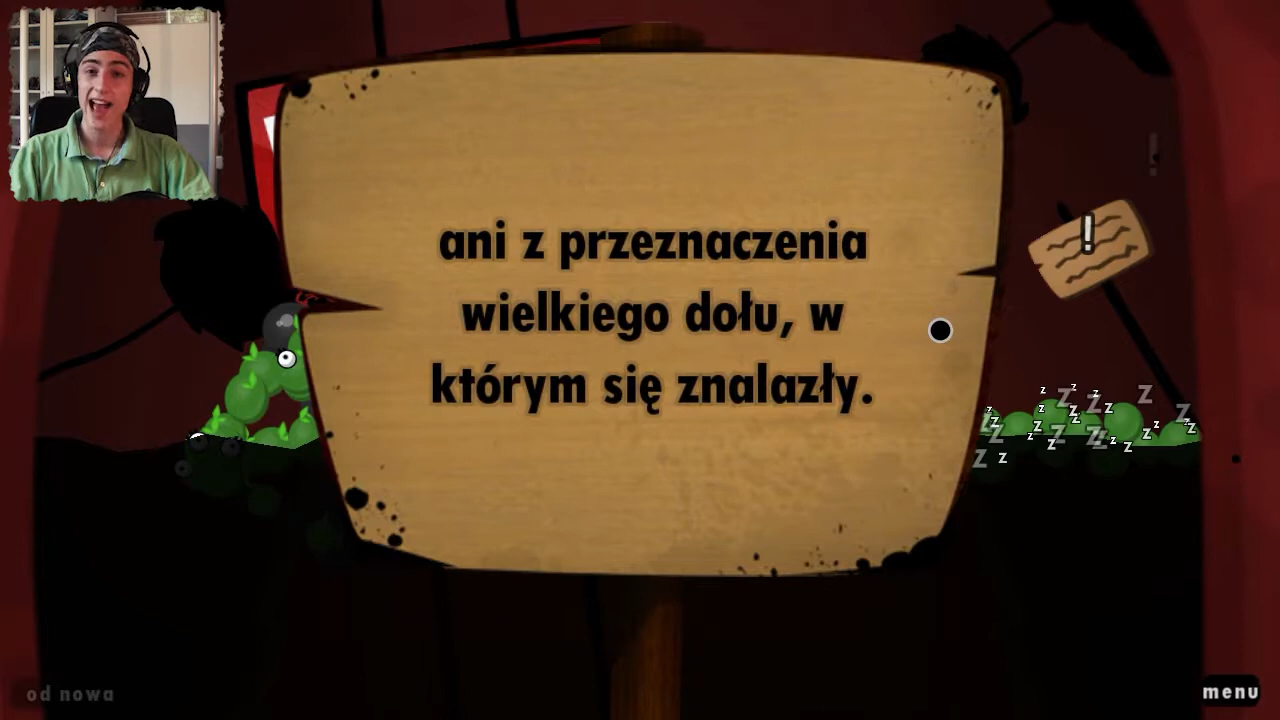 ani z przeznaczenia
wielkiego dołu, w
którym się znalazły.
!
z z z z z z z z z z
od nowa
menu